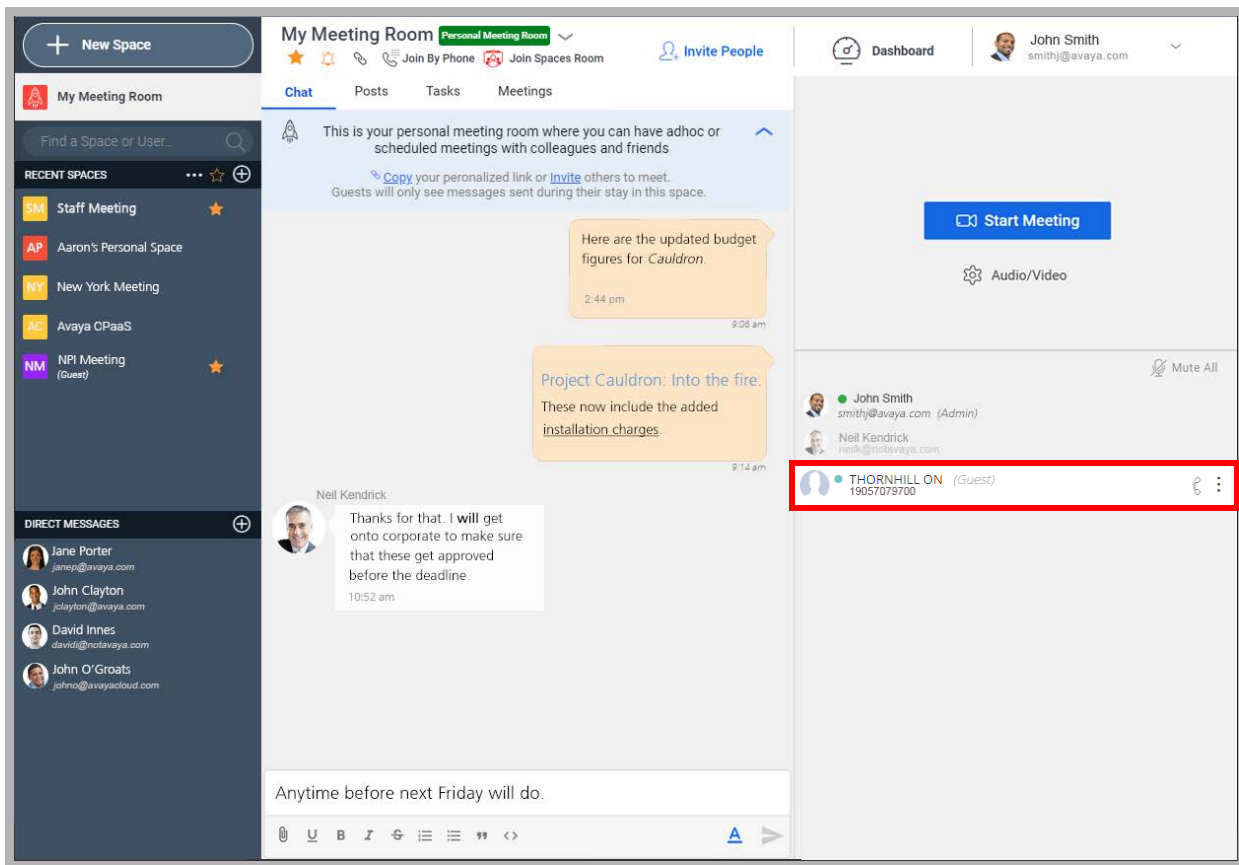 New Space
My Meeting Room
Find a Space or User...
RECENT SPACES
SM Staff Meeting
AP Aaron's Personal Space
NY New York Meeting
AC Avaya CPaaS
NM NPI Meeting
(Guest)
DIRECT MESSAGES
Jane Porter
janep@avaya.com
John Clayton
jclayton@avaya.com
David Innes
davidi@notavaya.com
John O'Groats
johno@avayacloud.com
My Meeting Room Personal Meeting Room
Join By Phone Join Spaces Room
Invite People
Chat Posts Tasks Meetings
This is your personal meeting room where you can have adhoc or
scheduled meetings with colleagues and friends
Copy your peronalized link or Invite others to meet.
Guests will only see messages sent during their stay in this space.
Here are the updated budget
figures for Cauldron.
2:44 pm
9:06 am
Project Cauldron: Into the fire.
These now include the added
installation charges.
9:14 am
Neil Kendrick
Thanks for that. I will get
onto corporate to make sure
that these get approved
before the deadline.
10:52 am
Anytime before next Friday will do.
U B I S A
Dashboard
John Smith
smithj@avaya.com
Start Meeting
Audio/Video
Mute All
John Smith
smithj@avaya.com (Admin)
Neil Kendrick
THORNHILL ON (Guest)
19057079700